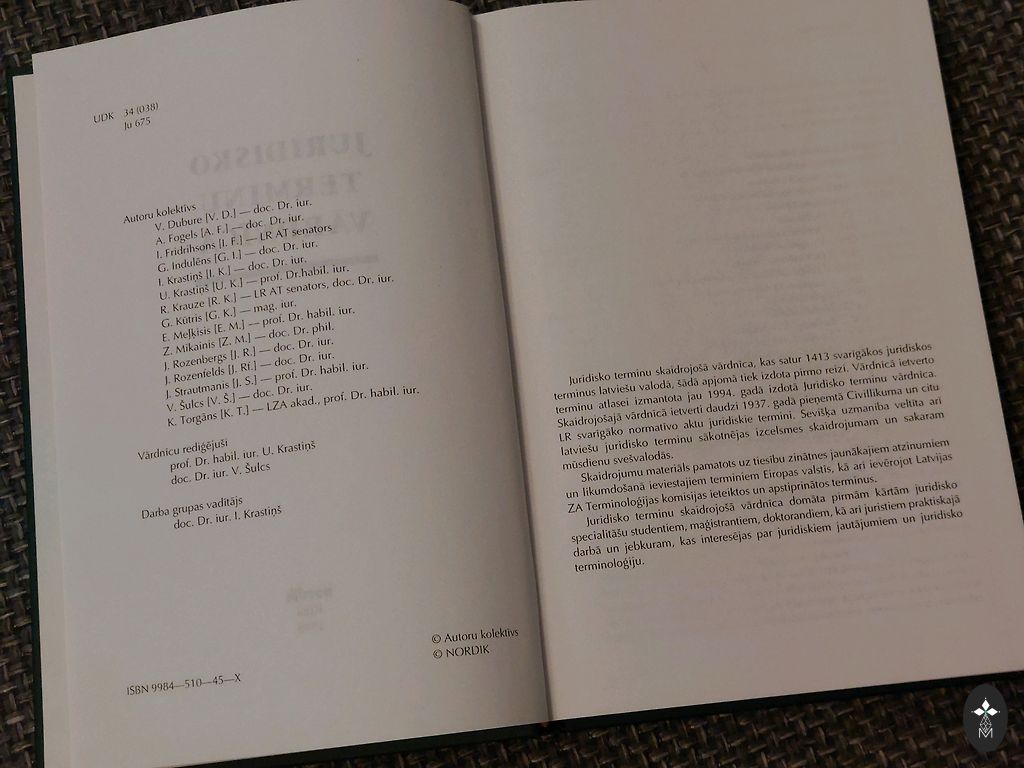 UDK 34 (038)
Ju 675
JURIDISKO
TERMINU
Autoru kolektīvs
V. Dubure [V. D.] — doc. Dr. iur.
A. Fogels [A. F.] — doc. Dr. iur.
I. Fridrihsons [I. F.] — LR AT senators
G. Indulēns [G. I.] — doc. Dr. iur.
I. Krastiņš [I. K.] — doc. Dr. iur.
U. Krastiņš [U. K.] — prof. Dr.habil. iur.
R. Krauze [R. K.] — LR AT senators, doc. Dr. iur.
G. Kūtris [G. K.] — mag. iur.
E. Meļķisis [E. M.] — prof. Dr. habil. iur.
Z. Mikainis [Z. M.] — doc. Dr. phil.
J. Rozenbergs [J. R.] — doc. Dr. iur.
J. Rozenfelds [J. Rf.] — doc. Dr. iur.
J. Strautmanis [J. S.] — prof. Dr. habil. iur.
V. Šulcs [V. Š.] — doc. Dr. iur.
K. Torgāns [K. T.] — LZA akad., prof. Dr. habil. iur.
Vārdnīcu rediģējuši
prof. Dr. habil. iur. U. Krastiņš
doc. Dr. iur. V. Šulcs
Darba grupas vadītājs
doc. Dr. iur. I. Krastiņš
© Autoru kolektīvs
© NORDIK
ISBN 9984—510—45—X
Juridisko terminu skaidrojošā vārdnīca, kas satur 1413 svarīgākos juridiskos
terminus latviešu valodā, šādā apjomā tiek izdota pirmo reizi. Vārdnīcā ietverto
terminu atlasei izmantota jau 1994. gadā izdotā Juridisko terminu vārdnīca.
Skaidrojošajā vārdnīcā ietverti daudzi 1937. gadā pieņemtā Civillikuma un citu
LR svarīgāko normatīvo aktu juridiskie termini. Sevišķa uzmanība veltīta arī
latviešu juridisko terminu sākotnējās izcelsmes skaidrojumam un sakaram
mūsdienu svešvalodās.
Skaidrojumu materiāls pamatots uz tiesību zinātnes jaunākajiem atzinumiem
un likumdošanā ieviestajiem terminiem Eiropas valstīs, kā arī ievērojot Latvijas
ZA Terminoloģijas komisijas ieteiktos un apstiprinātos terminus.
Juridisko terminu skaidrojošā vārdnīca domāta pirmām kārtām juridisko
specialitāšu studentiem, maģistrantiem, doktorandiem, kā arī juristiem praktiskajā
darbā un jebkuram, kas interesējas par juridiskiem jautājumiem un juridisko
terminoloģiju.